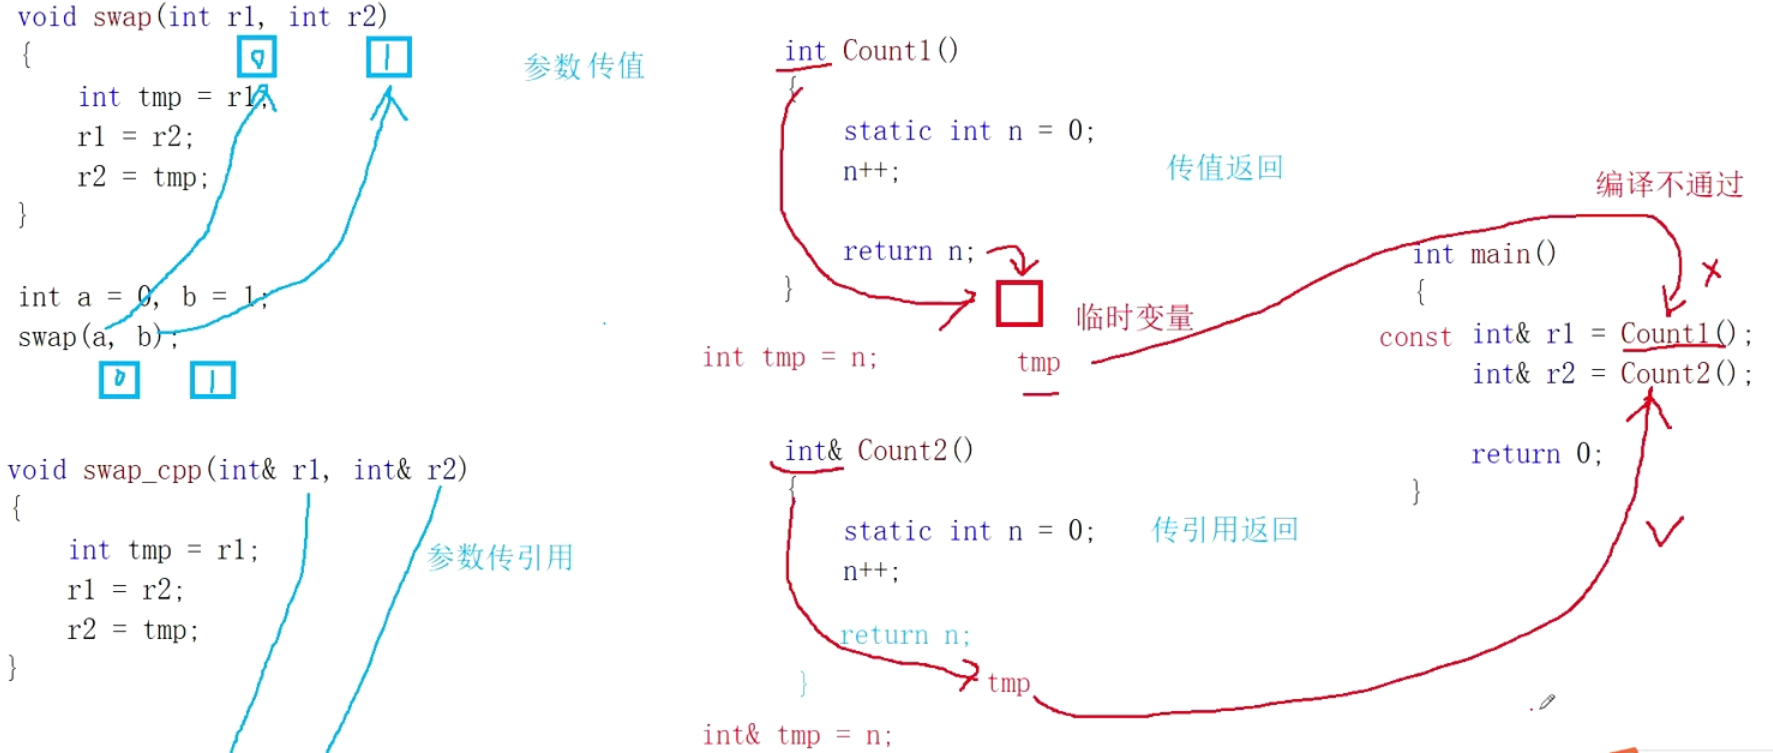 void swap(int r1, int r2)
{
0 1
int tmp = r1;
r1 = r2;
r2 = tmp;
}
int a = 0, b = 1;
swap(a, b);
0 1
参数传值
void swap_cpp(int& r1, int& r2)
{
int tmp = r1;
r1 = r2;
r2 = tmp;
}
参数传引用
int Count1()
{
static int n = 0;
n++;
return n;
}
传值返回
临时变量
int tmp = n;
tmp
int& Count2()
{
static int n = 0;
n++;
return n;
}
传引用返回
tmp
int& tmp = n;
编译不通过
int main()
{
const int& r1 = Count1();
int& r2 = Count2();
return 0;
}